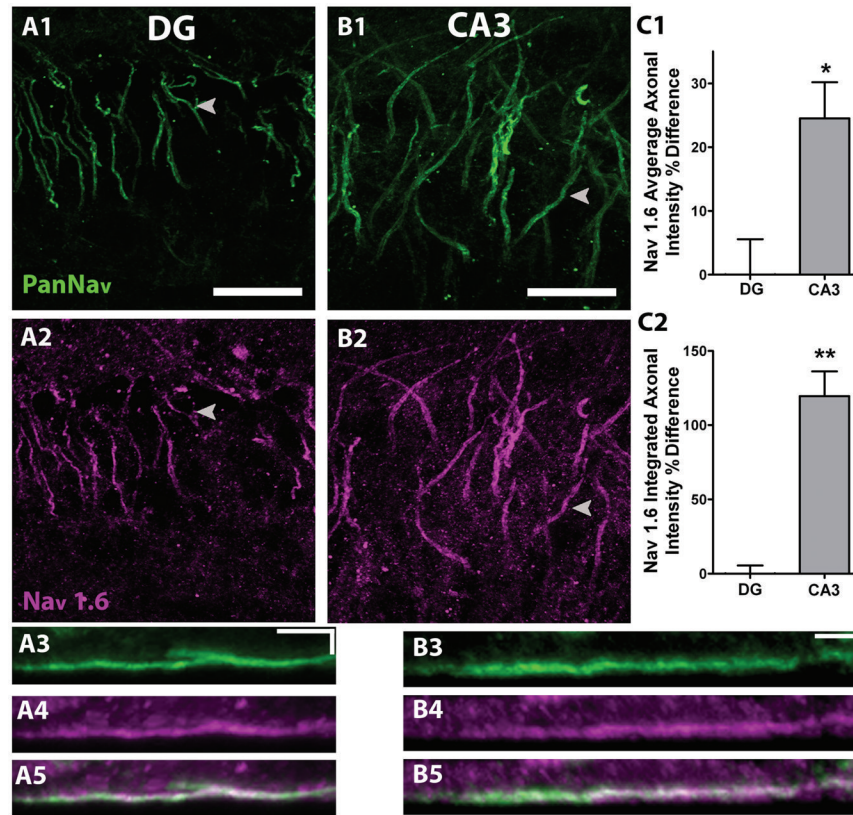 A1
DG
PanNav
A2
Nav 1.6
B1
CA3
B2
C1
Nav 1.6 Avgerage Axonal
Intensity % Difference
30
20
10
0
*
DG
CA3
C2
Nav 1.6 Integrated Axonal
Intensity % Difference
150
100
50
0
**
DG
CA3
A3
A4
A5
B3
B4
B5